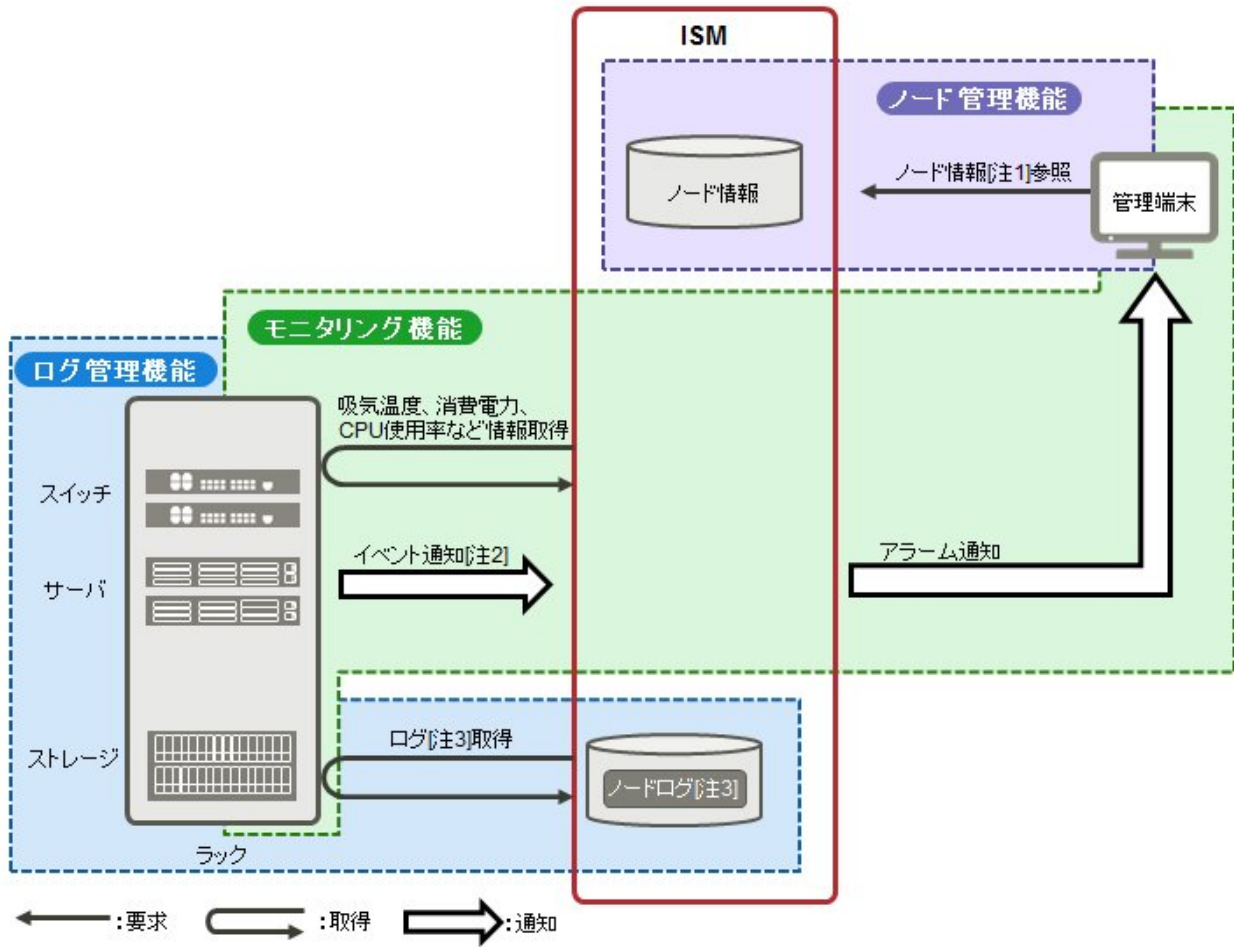 ISM
ノード管理機能
ノード情報[注1]参照
ノード情報
管理端末
モニタリング機能
ログ管理機能
吸気温度、消費電力、
CPU使用率など情報取得
スイッチ
イベント通知[注2]
アラーム通知
サーバ
ログ[注3]取得
ストレージ
ノードログ[注3]
ラック
:要求
:取得
:通知